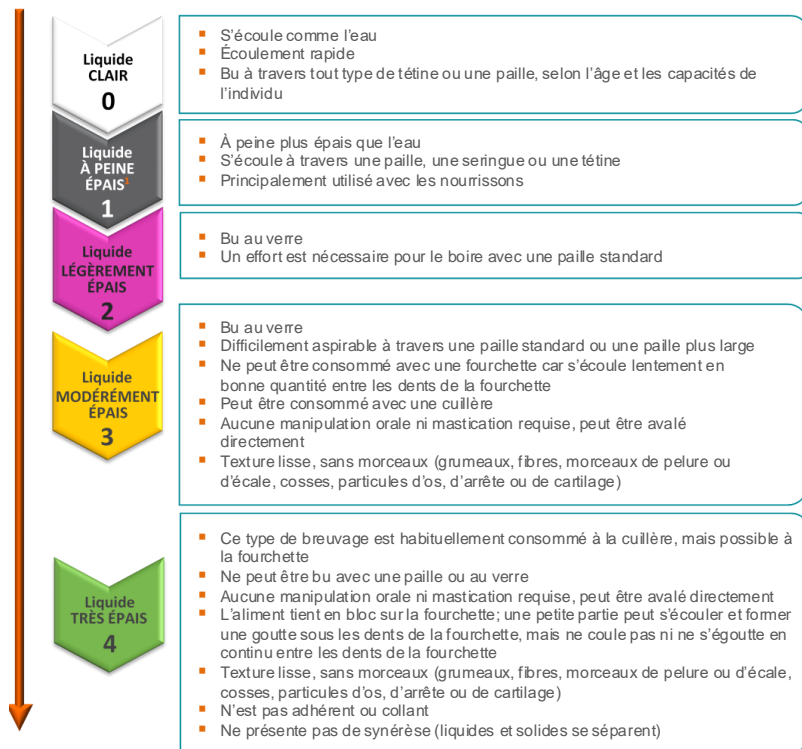 Liquide
CLAIR
0
▪ S'écoule comme l'eau
▪ Écoulement rapide
▪ Bu à travers tout type de tétine ou une paille, selon l'âge et les capacités de
l'individu
Liquide
À PEINE
ÉPAIS¹
1
▪ À peine plus épais que l'eau
▪ S'écoule à travers une paille, une seringue ou une tétine
▪ Principalement utilisé avec les nourrissons
Liquide
LÉGÈREMENT
ÉPAIS
2
▪ Bu au verre
▪ Un effort est nécessaire pour le boire avec une paille standard
Liquide
MODÉRÉMENT
ÉPAIS
3
▪ Bu au verre
▪ Difficilement aspirable à travers une paille standard ou une paille plus large
▪ Ne peut être consommé avec une fourchette car s'écoule lentement en
bonne quantité entre les dents de la fourchette
▪ Peut être consommé avec une cuillère
▪ Aucune manipulation orale ni mastication requise, peut être avalé
directement
▪ Texture lisse, sans morceaux (grumeaux, fibres, morceaux de pelure ou
d'écale, cosses, particules d'os, d'arrête ou de cartilage)
Liquide
TRÈS ÉPAIS
4
▪ Ce type de breuvage est habituellement consommé à la cuillère, mais possible à
la fourchette
▪ Ne peut être bu avec une paille ou au verre
▪ Aucune manipulation orale ni mastication requise, peut être avalé directement
▪ L'aliment tient en bloc sur la fourchette; une petite partie peut s'écouler et former
une goutte sous les dents de la fourchette, mais ne coule pas ni ne s'égoutte en
continu entre les dents de la fourchette
▪ Texture lisse, sans morceaux (grumeaux, fibres, morceaux de pelure ou d'écale,
cosses, particules d'os, d'arrête ou de cartilage)
▪ N'est pas adhérent ou collant
▪ Ne présente pas de synérèse (liquides et solides se séparent)